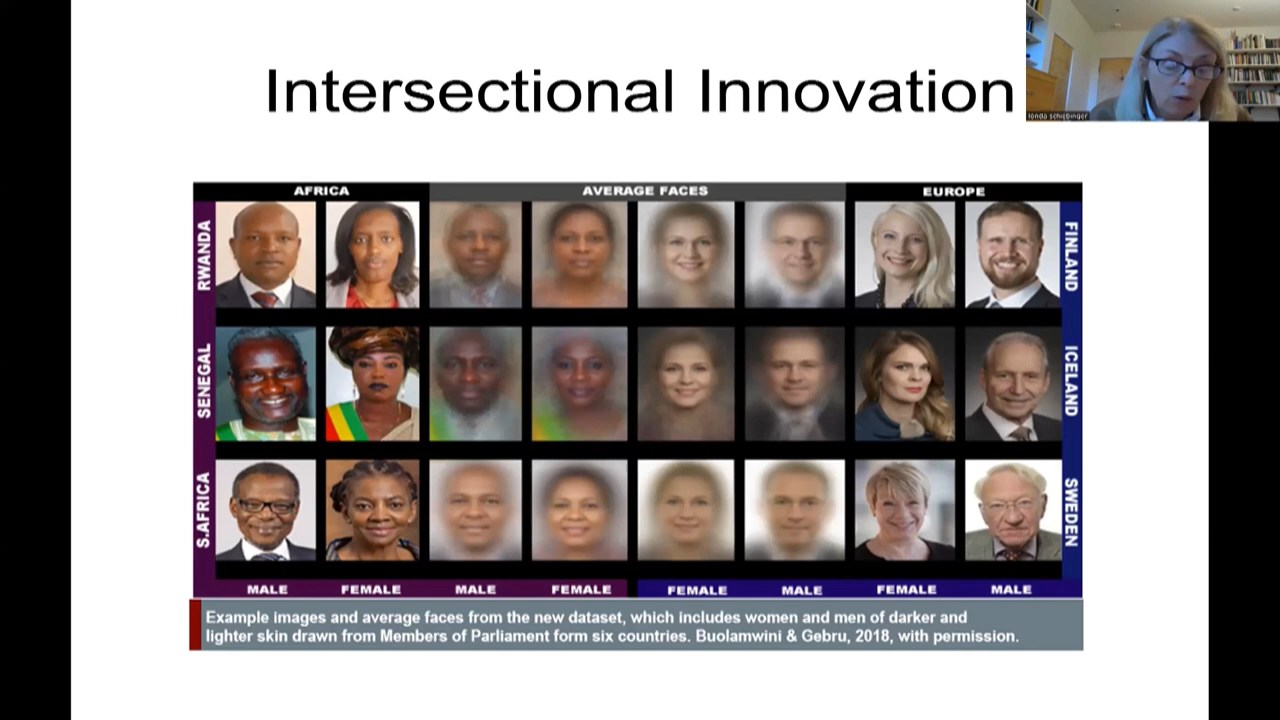 Intersectional Innovation
londa schiebinger
AFRICA
AVERAGE FACES
EUROPE
RWANDA
FINLAND
SENEGAL
ICELAND
S.AFRICA
SWEDEN
MALE
FEMALE
MALE
FEMALE
FEMALE
MALE
FEMALE
MALE
Example images and average faces from the new dataset, which includes women and men of darker and
lighter skin drawn from Members of Parliament form six countries. Buolamwini & Gebru, 2018, with permission.